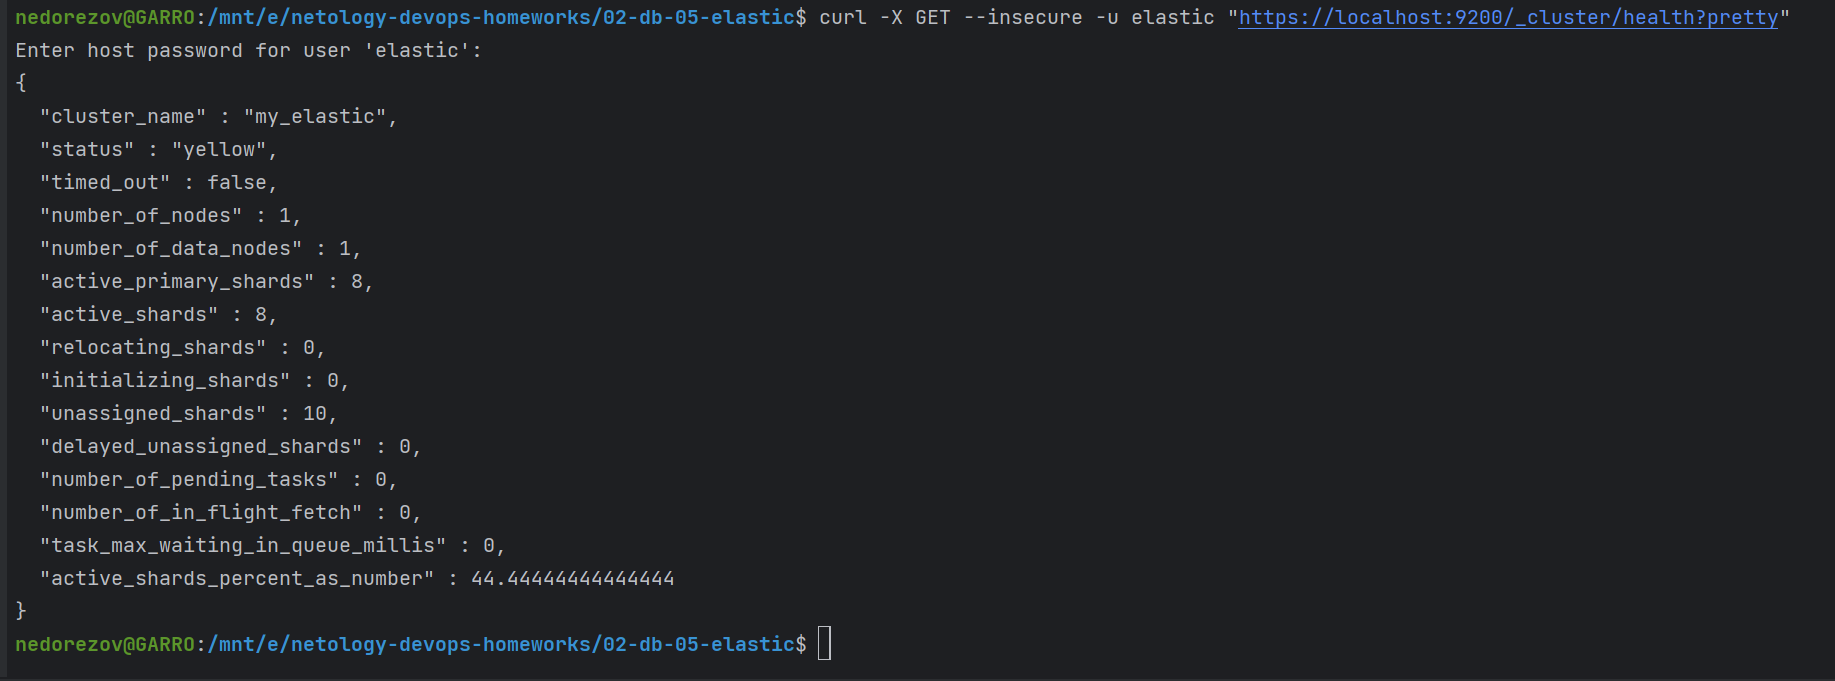 nedorezov@GARRO:/mnt/e/netology-devops-homeworks/02-db-05-elastic$ curl -X GET --insecure -u elastic "https://localhost:9200/_cluster/health?pretty"
Enter host password for user 'elastic':
{
  "cluster_name" : "my_elastic",
  "status" : "yellow",
  "timed_out" : false,
  "number_of_nodes" : 1,
  "number_of_data_nodes" : 1,
  "active_primary_shards" : 8,
  "active_shards" : 8,
  "relocating_shards" : 0,
  "initializing_shards" : 0,
  "unassigned_shards" : 10,
  "delayed_unassigned_shards" : 0,
  "number_of_pending_tasks" : 0,
  "number_of_in_flight_fetch" : 0,
  "task_max_waiting_in_queue_millis" : 0,
  "active_shards_percent_as_number" : 44.44444444444444
}
nedorezov@GARRO:/mnt/e/netology-devops-homeworks/02-db-05-elastic$